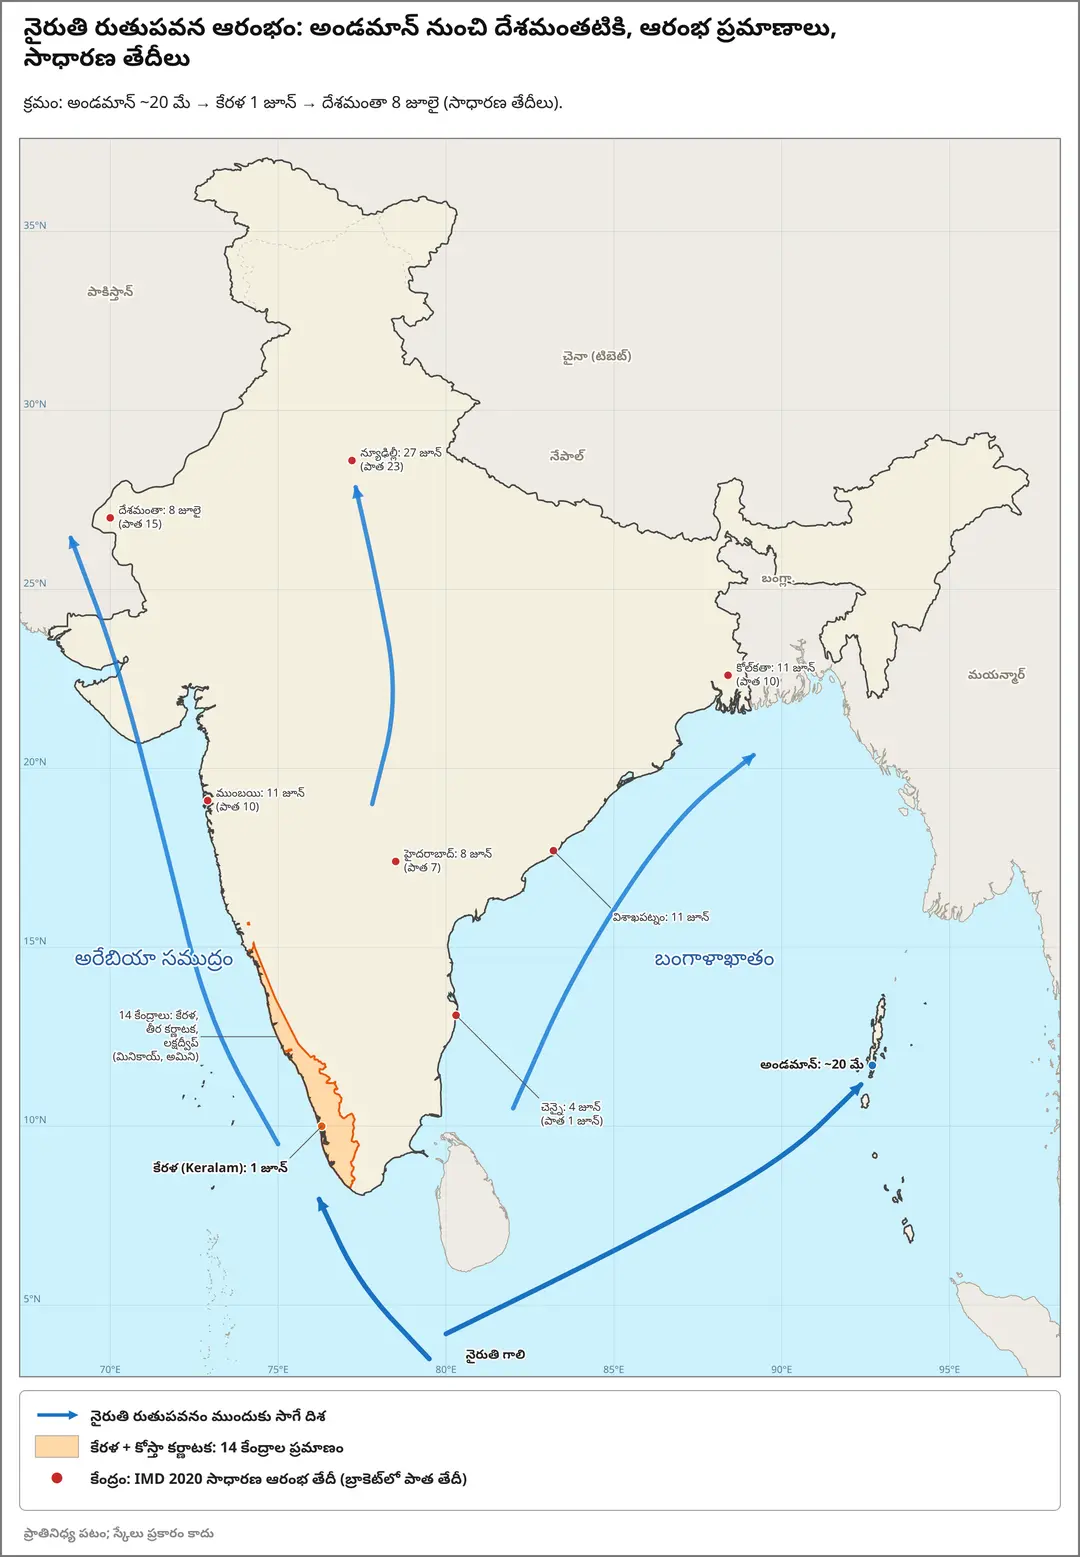 నైరుతి రుతుపవన ఆరంభం: అండమాన్ నుంచి దేశమంతటికి, ఆరంభ ప్రమాణాలు,
సాధారణ తేదీలు
క్రమం: అండమాన్ ~20 మే → కేరళ 1 జూన్ → దేశమంతా 8 జూలై (సాధారణ తేదీలు).
35°N
పాకిస్తాన్
చైనా (టిబెట్)
30°N
న్యూఢిల్లీ: 27 జూన్
(పాత 23)
నేపాల్
దేశమంతా: 8 జూలై
(పాత 15)
25°N
బంగ్లా.
కోల్‌కతా: 11 జూన్
(పాత 10)
మయన్మార్
20°N
ముంబయి: 11 జూన్
(పాత 10)
హైదరాబాద్: 8 జూన్
(పాత 7)
విశాఖపట్నం: 11 జూన్
15°N
అరేబియా సముద్రం
బంగాళాఖాతం
14 కేంద్రాలు: కేరళ,
తీర కర్ణాటక,
లక్షద్వీప్
(మినికాయ్, అమిని)
అండమాన్: ~20 మే
చెన్నై: 4 జూన్
(పాత 1 జూన్)
10°N
కేరళ (Keralam): 1 జూన్
5°N
నైరుతి గాలి
70°E
75°E
80°E
85°E
90°E
95°E
నైరుతి రుతుపవనం ముందుకు సాగే దిశ
కేరళ + కోస్తా కర్ణాటక: 14 కేంద్రాల ప్రమాణం
కేంద్రం: IMD 2020 సాధారణ ఆరంభ తేదీ (బ్రాకెట్‌లో పాత తేదీ)
ప్రాతినిధ్య పటం; స్కేలు ప్రకారం కాదు